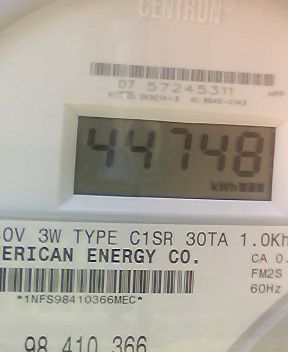 CENTRON®
07 57245311
44748
kWh
0V 3W TYPE C1SR 30TA 1.0Kh
ERICAN ENERGY CO.
CA 0.
FM2S
60Hz
*1NFS98410366MEC*
98 410 366